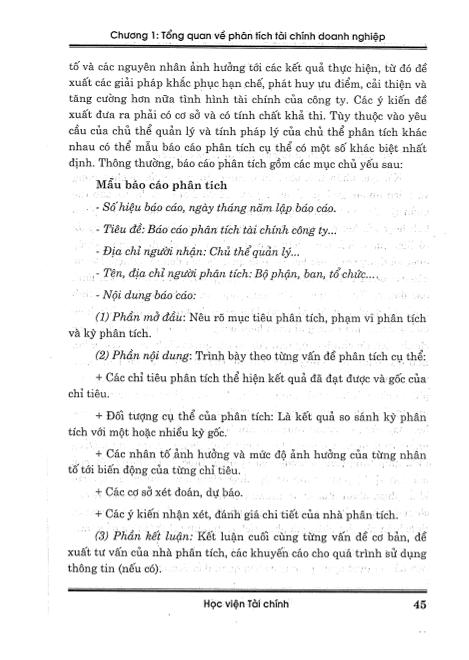 Chương 1: Tổng quan về phân tích tài chính doanh nghiệp
tố và các nguyên nhân ảnh hưởng tới các kết quả thực hiện, từ đó đề
xuất các giải pháp khắc phục hạn chế, phát huy ưu điểm, cải thiện và
tăng cường hơn nữa tình hình tài chính của công ty. Các ý kiến đề
xuất đưa ra phải có cơ sở và có tính chất khả thi. Tùy thuộc vào yêu
cầu của chủ thể quản lý và tính pháp lý của chủ thể phân tích khác
nhau có thể mẫu báo cáo phân tích cụ thể có một số khác biệt nhất
định. Thông thường, báo cáo phân tích gồm các mục chủ yếu sau:
Mẫu báo cáo phân tích
- Số hiệu báo cáo, ngày tháng năm lập báo cáo.
- Tiêu đề: Báo cáo phân tích tài chính công ty...
- Địa chỉ người nhận: Chủ thể quản lý...
- Tên, địa chỉ người phân tích: Bộ phận, ban, tổ chức...
- Nội dung báo cáo:
(1) Phần mở đầu: Nêu rõ mục tiêu phân tích, phạm vi phân tích
và kỳ phân tích.
(2) Phần nội dung: Trình bày theo từng vấn đề phân tích cụ thể:
+ Các chỉ tiêu phân tích thể hiện kết quả đã đạt được và gốc của
chỉ tiêu.
+ Đối tượng cụ thể của phân tích: Là kết quả so sánh kỳ phân
tích với một hoặc nhiều kỳ gốc.
+ Các nhân tố ảnh hưởng và mức độ ảnh hưởng của từng nhân
tố tới biến động của từng chỉ tiêu.
+ Các cơ sở xét đoán, dự báo.
+ Các ý kiến nhận xét, đánh giá chi tiết của nhà phân tích.
(3) Phần kết luận: Kết luận cuối cùng từng vấn đề cơ bản, đề
xuất tư vấn của nhà phân tích, các khuyến cáo cho quá trình sử dụng
thông tin (nếu có).
Học viện Tài chính 45